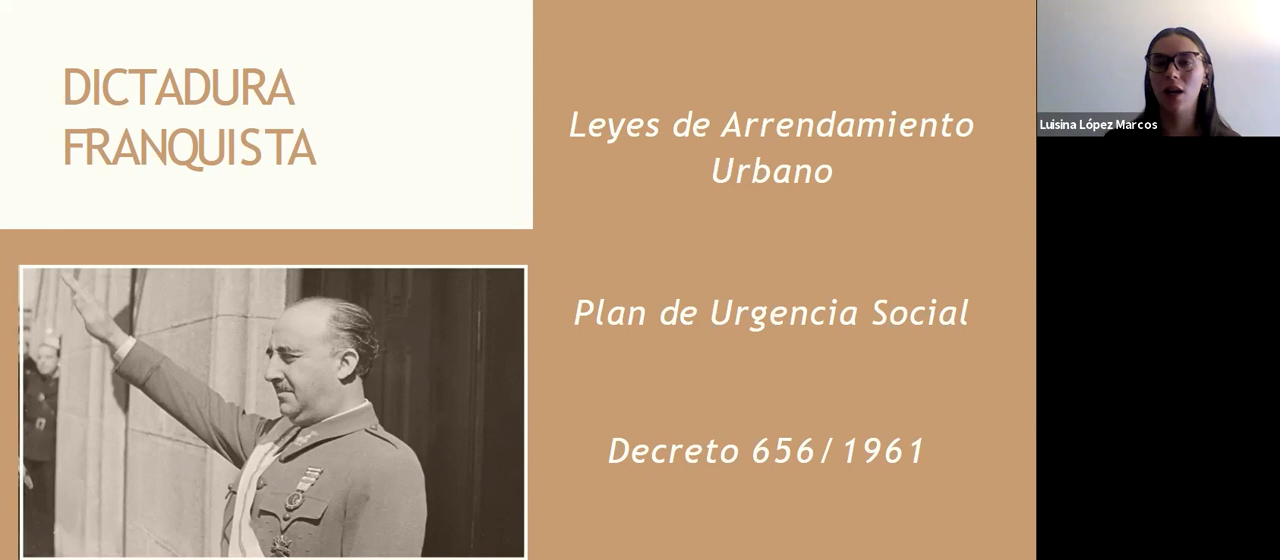 DICTADURA
FRANQUISTA
Leyes de Arrendamiento
Urbano
Plan de Urgencia Social
Decreto 656/1961
Luisina López Marcos